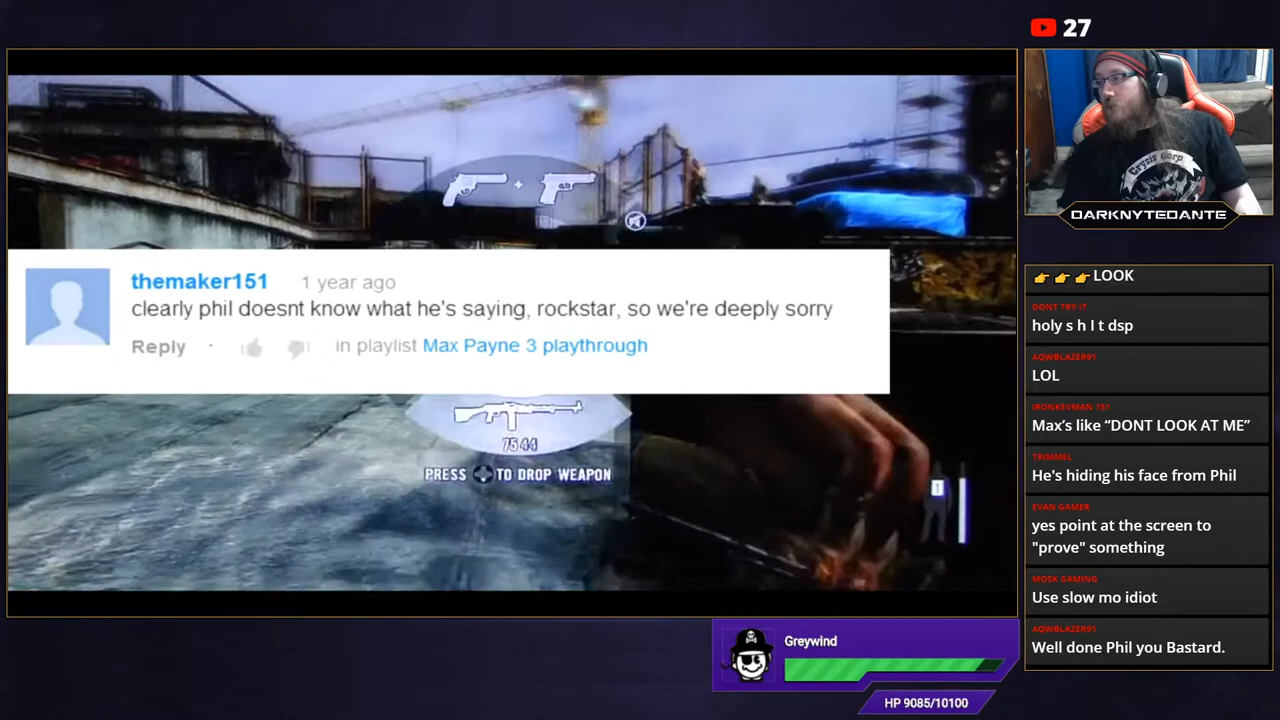 27
themaker151 1 year ago
clearly phil doesnt know what he's saying, rockstar, so we're deeply sorry
Reply · in playlist Max Payne 3 playthrough
75 44
PRESS TO DROP WEAPON
1
Crysis Corp
DARKNYTEDANTE
👉 👉 👉 LOOK
DONT TRY IT
holy s h I t dsp
AQWBLAZER91
LOL
IRONKEVMAN 151
Max's like “DONT LOOK AT ME”
TRIMMEL
He's hiding his face from Phil
EVAN GAMER
yes point at the screen to
"prove" something
MOSK GAMING
Use slow mo idiot
AQWBLAZER91
Well done Phil you Bastard.
Greywind
HP 9085/10100